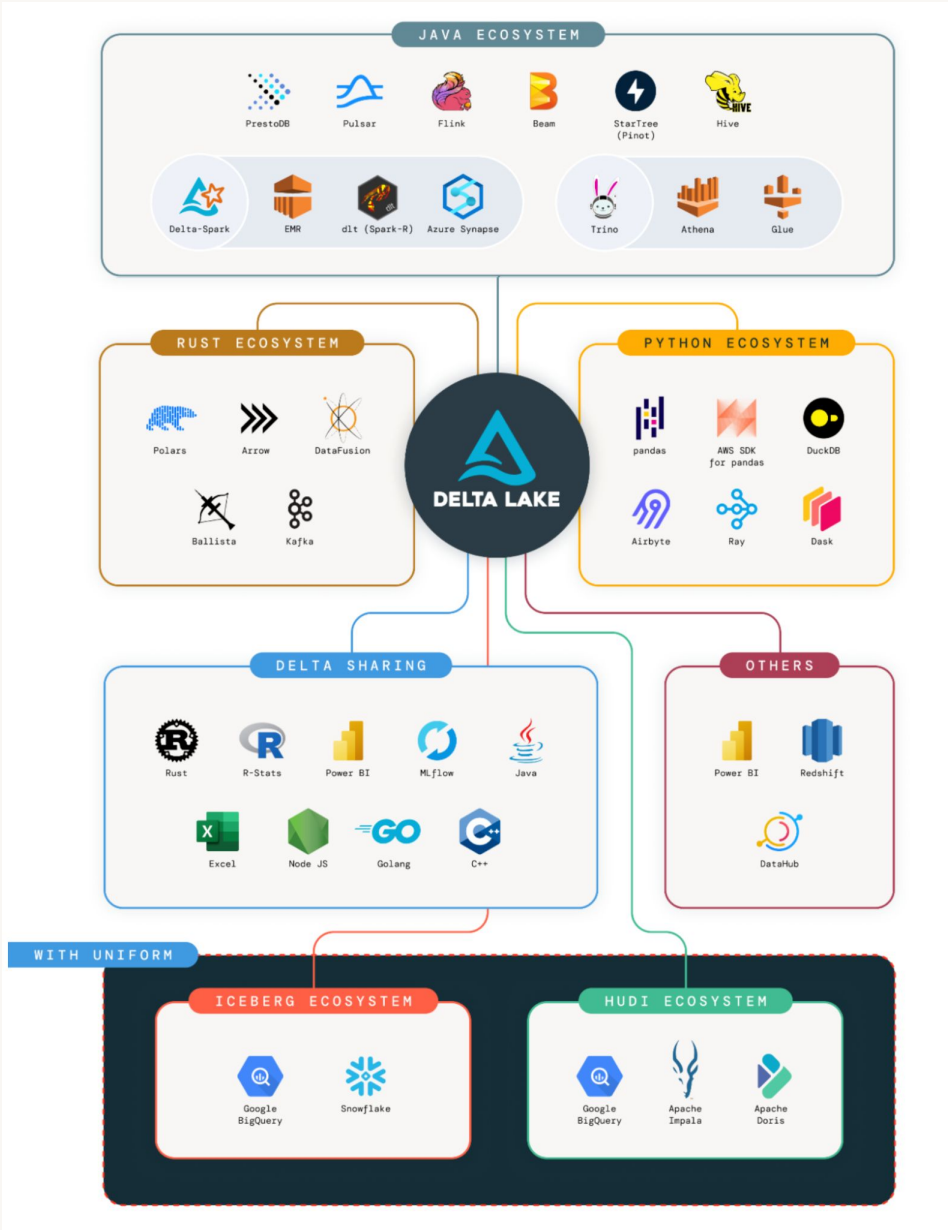 JAVA ECOSYSTEM
PrestoDB
Pulsar
Flink
Beam
StarTree
(Pinot)
HIVE
Hive
Delta-Spark
EMR
dlt (Spark-R)
Azure Synapse
Trino
Athena
Glue
RUST ECOSYSTEM
Polars
Arrow
DataFusion
Ballista
Kafka
DELTA LAKE
PYTHON ECOSYSTEM
pandas
AWS SDK
for pandas
DuckDB
Airbyte
Ray
Dask
DELTA SHARING
R
Rust
R
R-Stats
Power BI
MLflow
Java
X
Excel
Node JS
GO
Golang
C++
C++
OTHERS
Power BI
Redshift
DataHub
WITH UNIFORM
ICEBERG ECOSYSTEM
Google
BigQuery
Snowflake
HUDI ECOSYSTEM
Google
BigQuery
Apache
Impala
Apache
Doris